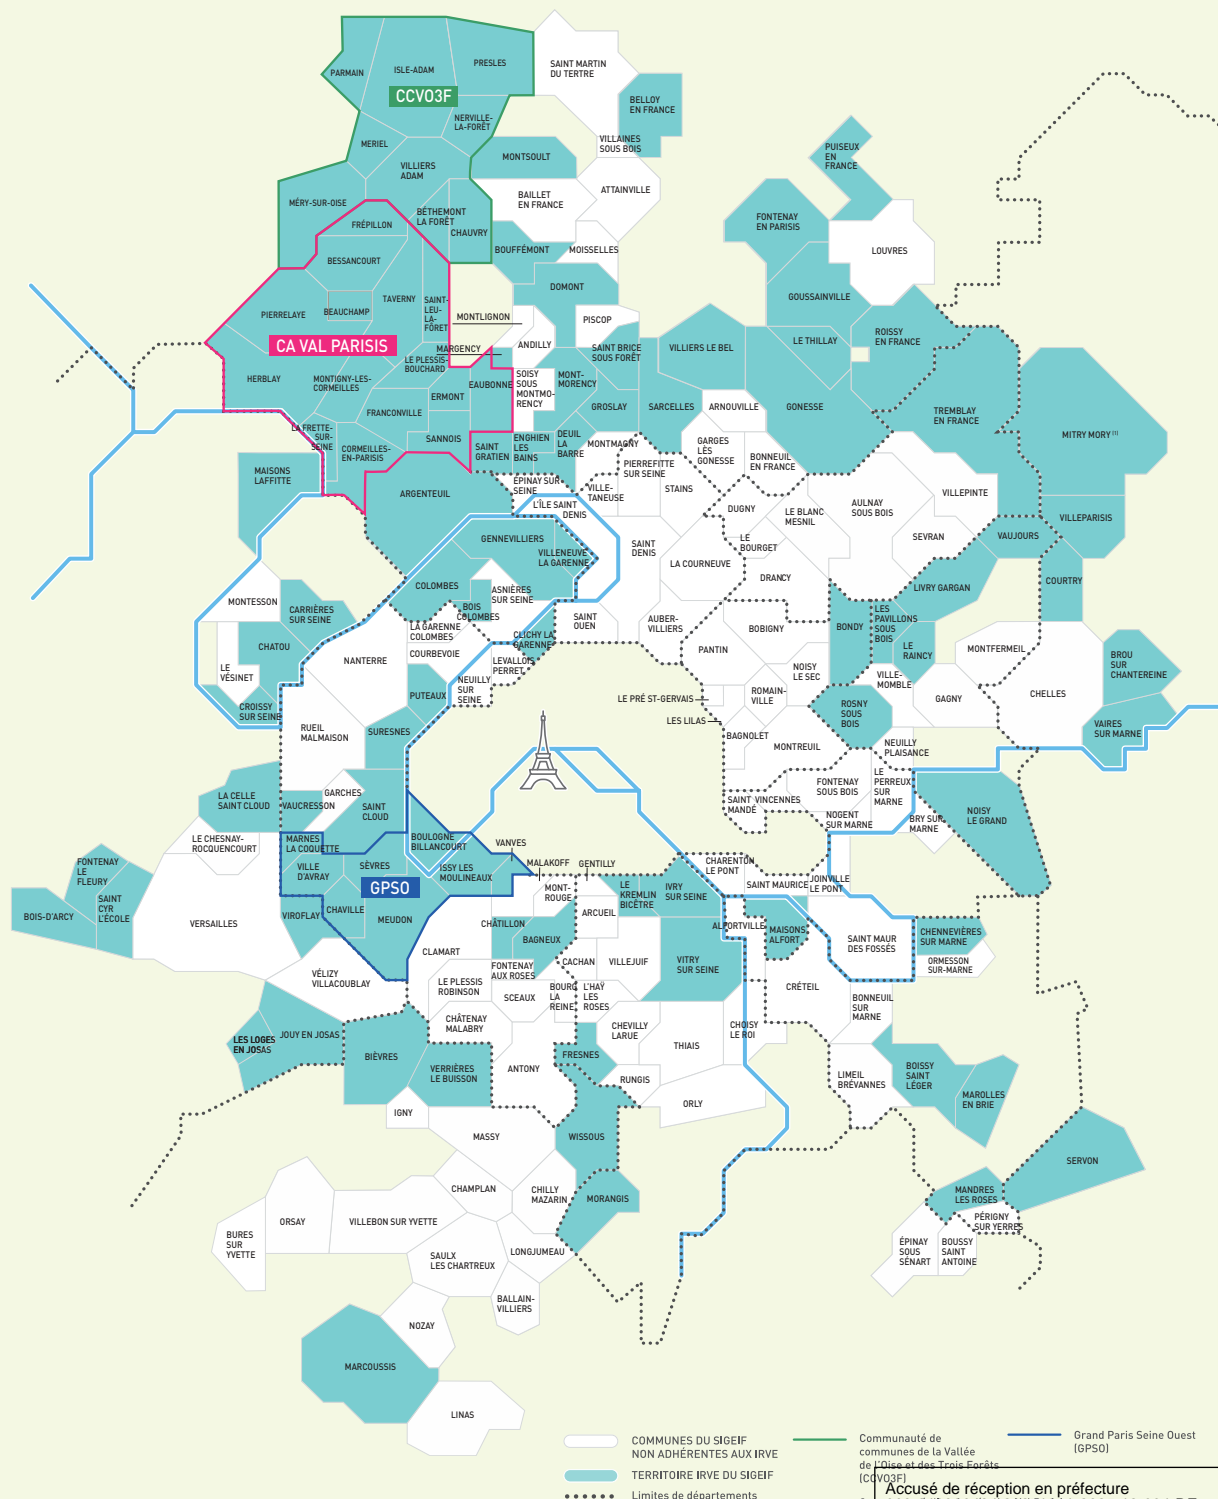 SAINT MARTIN
DU TERTRE
PRESLES
ISLE-ADAM
PARMAIN
CCVO3F
BELLOY
EN FRANCE
NERVILLE-
LA-FORÊT
MERIEL
VILLAINES
SOUS BOIS
PUISEUX
EN
FRANCE
MONTSOULT
VILLIERS
ADAM
ATTAINVILLE
BAILLET
EN FRANCE
MÉRY-SUR-OISE
BÉTHEMONT
LA FORÊT
FRÉPILLON
CHAUVRY
FONTENAY
EN PARISIS
BOUFFÉMONT
MOISSELLES
LOUVRES
BESSANCOURT
DOMONT
GOUSSAINVILLE
TAVERNY
SAINT-
LEU-
LA-
FÔRET
BEAUCHAMP
PIERRELAYE
MONTLIGNON
PISCOP
ROISSY
EN FRANCE
CA VAL PARISIS
MARGENCY
ANDILLY
SAINT BRICE
SOUS FORÊT
VILLIERS LE BEL
LE THILLAY
LE PLESSIS-
BOUCHARD
HERBLAY
MONTIGNY-LES-
CORMEILLES
EAUBONNE
SOISY
SOUS
MONTMO-
RENCY
MONT-
MORENCY
ERMONT
FRANCONVILLE
GROSLAY
SARCELLES
ARNOUVILLE
GONESSE
TREMBLAY
EN FRANCE
MITRY MORY (1)
LA FRETTE-
SUR-
SEINE
SANNOIS
CORMEILLES-
EN-PARISIS
SAINT
GRATIEN
ENGHIEN
LES
BAINS
DEUIL
LA
BARRE
MONTMAGNY
GARGES
LÈS
GONESSE
BONNEUIL
EN FRANCE
PIERREFITTE
SUR SEINE
MAISONS
LAFFITTE
ARGENTEUIL
ÉPINAY SUR
SEINE
VILLE-
TANEUSE
STAINS
VILLEPINTE
L'ÎLE SAINT
DENIS
DUGNY
LE BLANC
MESNIL
AULNAY
SOUS BOIS
VILLEPARISIS
GENNEVILLIERS
VILLENEUVE
LA GARENNE
SAINT
DENIS
LE
BOURGET
SEVRAN
VAUJOURS
LA COURNEUVE
DRANCY
COLOMBES
ASNIÈRES
SUR SEINE
LIVRY GARGAN
COURTRY
MONTESSON
CARRIÈRES
SUR SEINE
BOIS
COLOMBES
SAINT
OUEN
AUBER-
VILLIERS
BOBIGNY
BONDY
LES
PAVILLONS
SOUS
BOIS
LA GARENNE
COLOMBES
CLICHY LA
GARENNE
CHATOU
COURBEVOIE
PANTIN
LE
RAINCY
MONTFERMEIL
BROU
SUR
CHANTEREINE
NANTERRE
LEVALLOIS
PERRET
NOISY
LE SEC
LE
VÉSINET
NEUILLY
SUR
SEINE
VILLE-
MOMBLE
GAGNY
CHELLES
PUTEAUX
LE PRÉ ST-GERVAIS
ROMAIN-
VILLE
ROSNY
SOUS
BOIS
CROISSY
SUR SEINE
LES LILAS
VAIRES
SUR MARNE
RUEIL
MALMAISON
SURESNES
BAGNOLET
MONTREUIL
NEUILLY
PLAISANCE
LA CELLE
SAINT CLOUD
GARCHES
VAUCRESSON
SAINT
CLOUD
FONTENAY
SOUS BOIS
LE
PERREUX
SUR
MARNE
SAINT
MANDÉ
VINCENNES
NOISY
LE GRAND
NOGENT
SUR MARNE
BRY SUR
MARNE
LE CHESNAY-
ROCQUENCOURT
MARNES
LA COQUETTE
BOULOGNE
BILLANCOURT
VANVES
MALAKOFF
GENTILLY
CHARENTON
LE PONT
FONTENAY
LE
FLEURY
VILLE
D'AVRAY
SÈVRES
ISSY LES
MOULINEAUX
GPSO
MONT-
ROUGE
LE
KREMLIN
BICÊTRE
IVRY
SUR SEINE
SAINT MAURICE
JOINVILLE
LE PONT
SAINT
CYR
L'ÉCOLE
BOIS-D'ARCY
VERSAILLES
VIROFLAY
CHAVILLE
MEUDON
CHÂTILLON
ARCUEIL
ALFORTVILLE
MAISONS
ALFORT
SAINT MAUR
DES FOSSÉS
CHENNEVIÈRES
SUR MARNE
BAGNEUX
CLAMART
FONTENAY
AUX ROSES
CACHAN
VILLEJUIF
VITRY
SUR SEINE
ORMESSON
SUR-MARNE
VÉLIZY
VILLACOUBLAY
LE PLESSIS
ROBINSON
SCEAUX
BOURG
LA
REINE
L'HAY
LES
ROSES
CRÉTEIL
BONNEUIL
SUR
MARNE
CHÂTENAY
MALABRY
CHEVILLY
LARUE
CHOISY
LE ROI
THIAIS
LES LOGES
EN JOSAS
JOUY EN JOSAS
BIÈVRES
VERRIÈRES
LE BUISSON
ANTONY
FRESNES
RUNGIS
LIMEIL
BRÉVANNES
BOISSY
SAINT
LÉGER
MAROLLES
EN BRIE
ORLY
IGNY
MASSY
WISSOUS
SERVON
CHAMPLAN
CHILLY
MAZARIN
MORANGIS
MANDRES
LES ROSES
PÉRIGNY
SUR YERRES
ORSAY
VILLEBON SUR YVETTE
BURES
SUR
YVETTE
SAULX
LES CHARTREUX
LONGJUMEAU
ÉPINAY
SOUS
SÉNART
BOUSSY
SAINT
ANTOINE
BALLAIN-
VILLIERS
NOZAY
MARCOUSSIS
LINAS
COMMUNES DU SIGEIF
NON ADHÉRENTES AUX IRVE
TERRITOIRE IRVE DU SIGEIF
Limites de départements
Communauté de
communes de la Vallée
de l'Oise et des Trois Forêts
(CCVO3F)
Grand Paris Seine Ouest
(GPSO)
Accusé de réception en préfecture